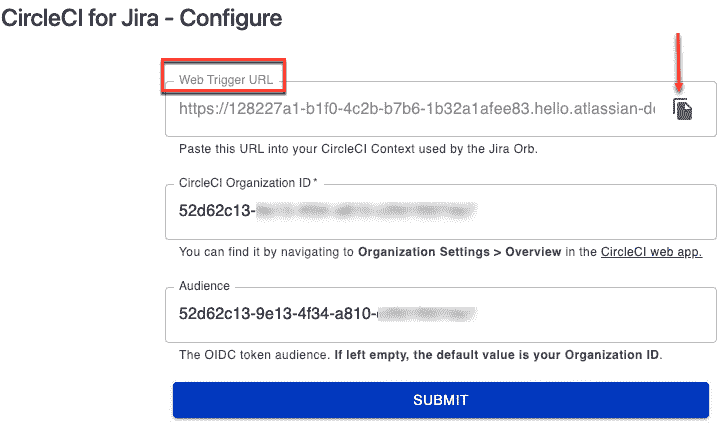 CircleCI for Jira - Configure
Web Trigger URL
https://128227a1-b1f0-4c2b-b7b6-1b32a1afee83.hello.atlassian-de
Paste this URL into your CircleCI Context used by the Jira Orb.
CircleCI Organization ID *
52d62c13-
You can find it by navigating to Organization Settings > Overview in the CircleCI web app.
Audience
52d62c13-9e13-4f34-a810-
The OIDC token audience. If left empty, the default value is your Organization ID.
SUBMIT